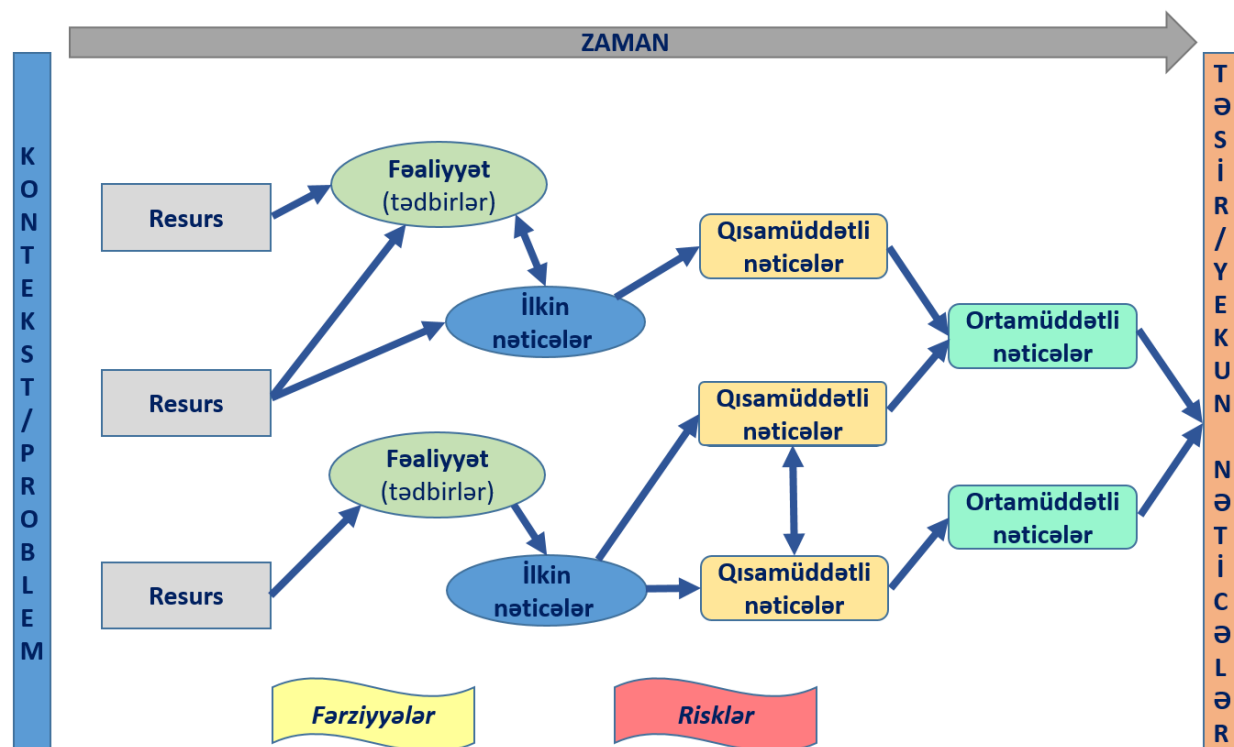 ZAMAN
KONTEKST/PROBLEM
TƏSİR/YEKUN NƏTİCƏLƏR
Resurs
Resurs
Resurs
Fəaliyyət
(tədbirlər)
İlkin
nəticələr
Fəaliyyət
(tədbirlər)
İlkin
nəticələr
Qısamüddətli
nəticələr
Qısamüddətli
nəticələr
Qısamüddətli
nəticələr
Ortamüddətli
nəticələr
Ortamüddətli
nəticələr
Fərziyyələr
Risklər